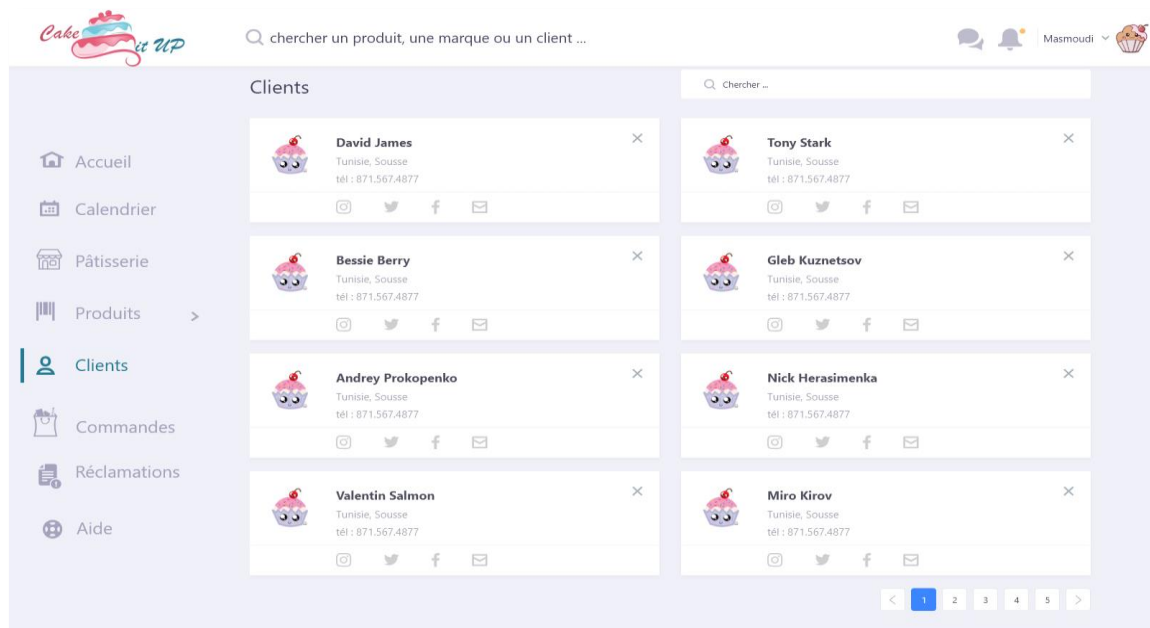 Cake it UP
chercher un produit, une marque ou un client ...
Masmoudi
Clients
Chercher ...
Accueil
Calendrier
Pâtisserie
Produits >
Clients
Commandes
Réclamations
Aide
David James
Tunisie, Sousse
tél : 871.567.4877
Tony Stark
Tunisie, Sousse
tél : 871.567.4877
Bessie Berry
Tunisie, Sousse
tél : 871.567.4877
Gleb Kuznetsov
Tunisie, Sousse
tél : 871.567.4877
Andrey Prokopenko
Tunisie, Sousse
tél : 871.567.4877
Nick Herasimenka
Tunisie, Sousse
tél : 871.567.4877
Valentin Salmon
Tunisie, Sousse
tél : 871.567.4877
Miro Kirov
Tunisie, Sousse
tél : 871.567.4877
< 1 2 3 4 5 >